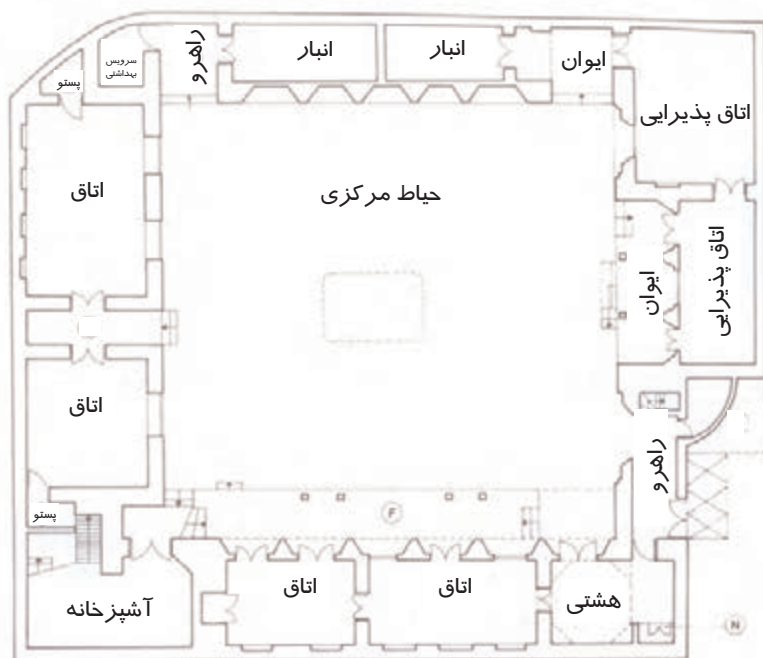 راهرو
انبار
انبار
ایوان
سرویس
بهداشتی
پستو
اتاق پذیرایی
اتاق
حیاط مرکزی
اتاق پذیرایی
ایوان
اتاق
راهرو
پستو
F
آشپزخانه
اتاق
اتاق
هشتی
N